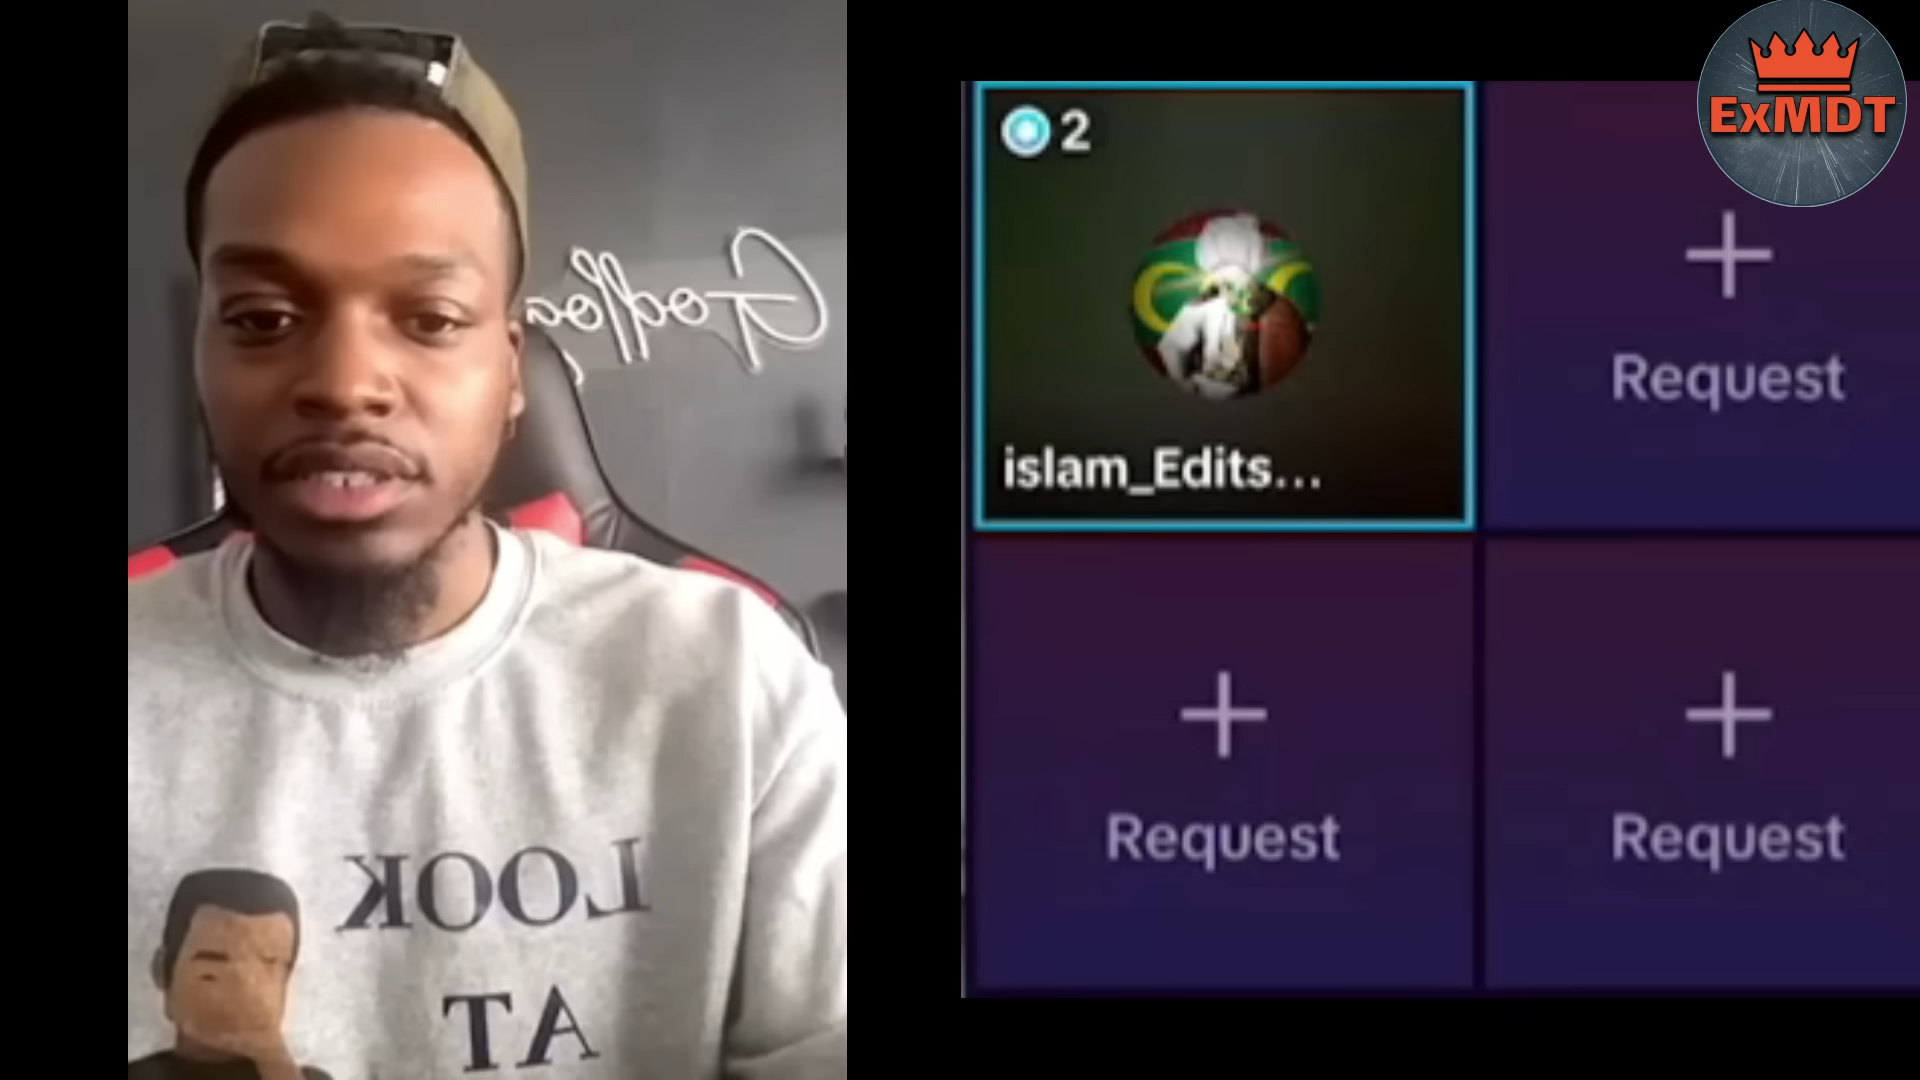 ExMDT
2
islam_Edits...
Request
Request
Request
LOOK
AT